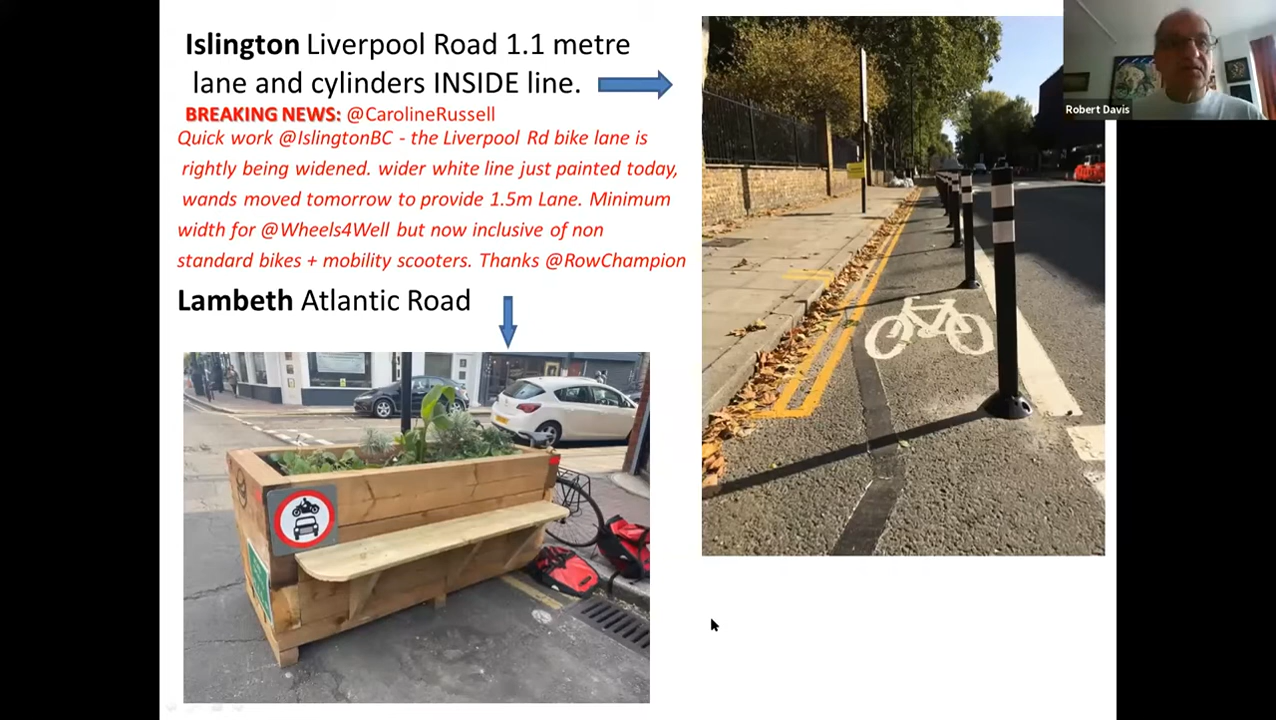 Islington Liverpool Road 1.1 metre
lane and cylinders INSIDE line.
BREAKING NEWS: @CarolineRussell
Quick work @IslingtonBC - the Liverpool Rd bike lane is
rightly being widened. wider white line just painted today,
wands moved tomorrow to provide 1.5m Lane. Minimum
width for @Wheels4Well but now inclusive of non
standard bikes + mobility scooters. Thanks @RowChampion
Lambeth Atlantic Road
Robert Davis